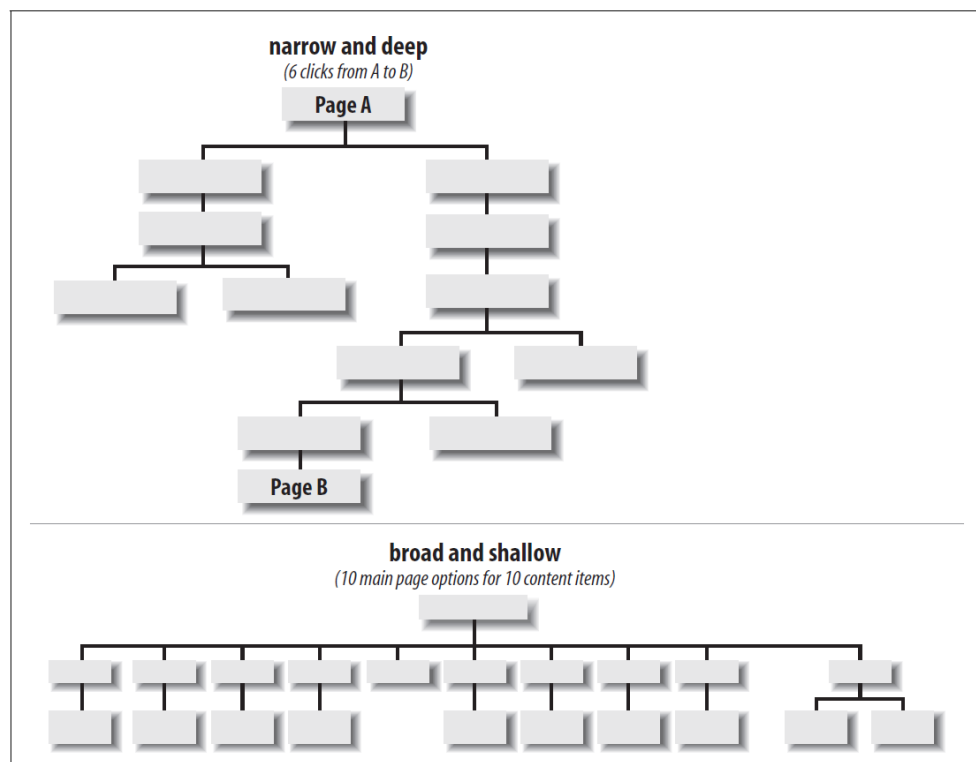 narrow and deep
(6 clicks from A to B)
Page A
Page B
broad and shallow
(10 main page options for 10 content items)